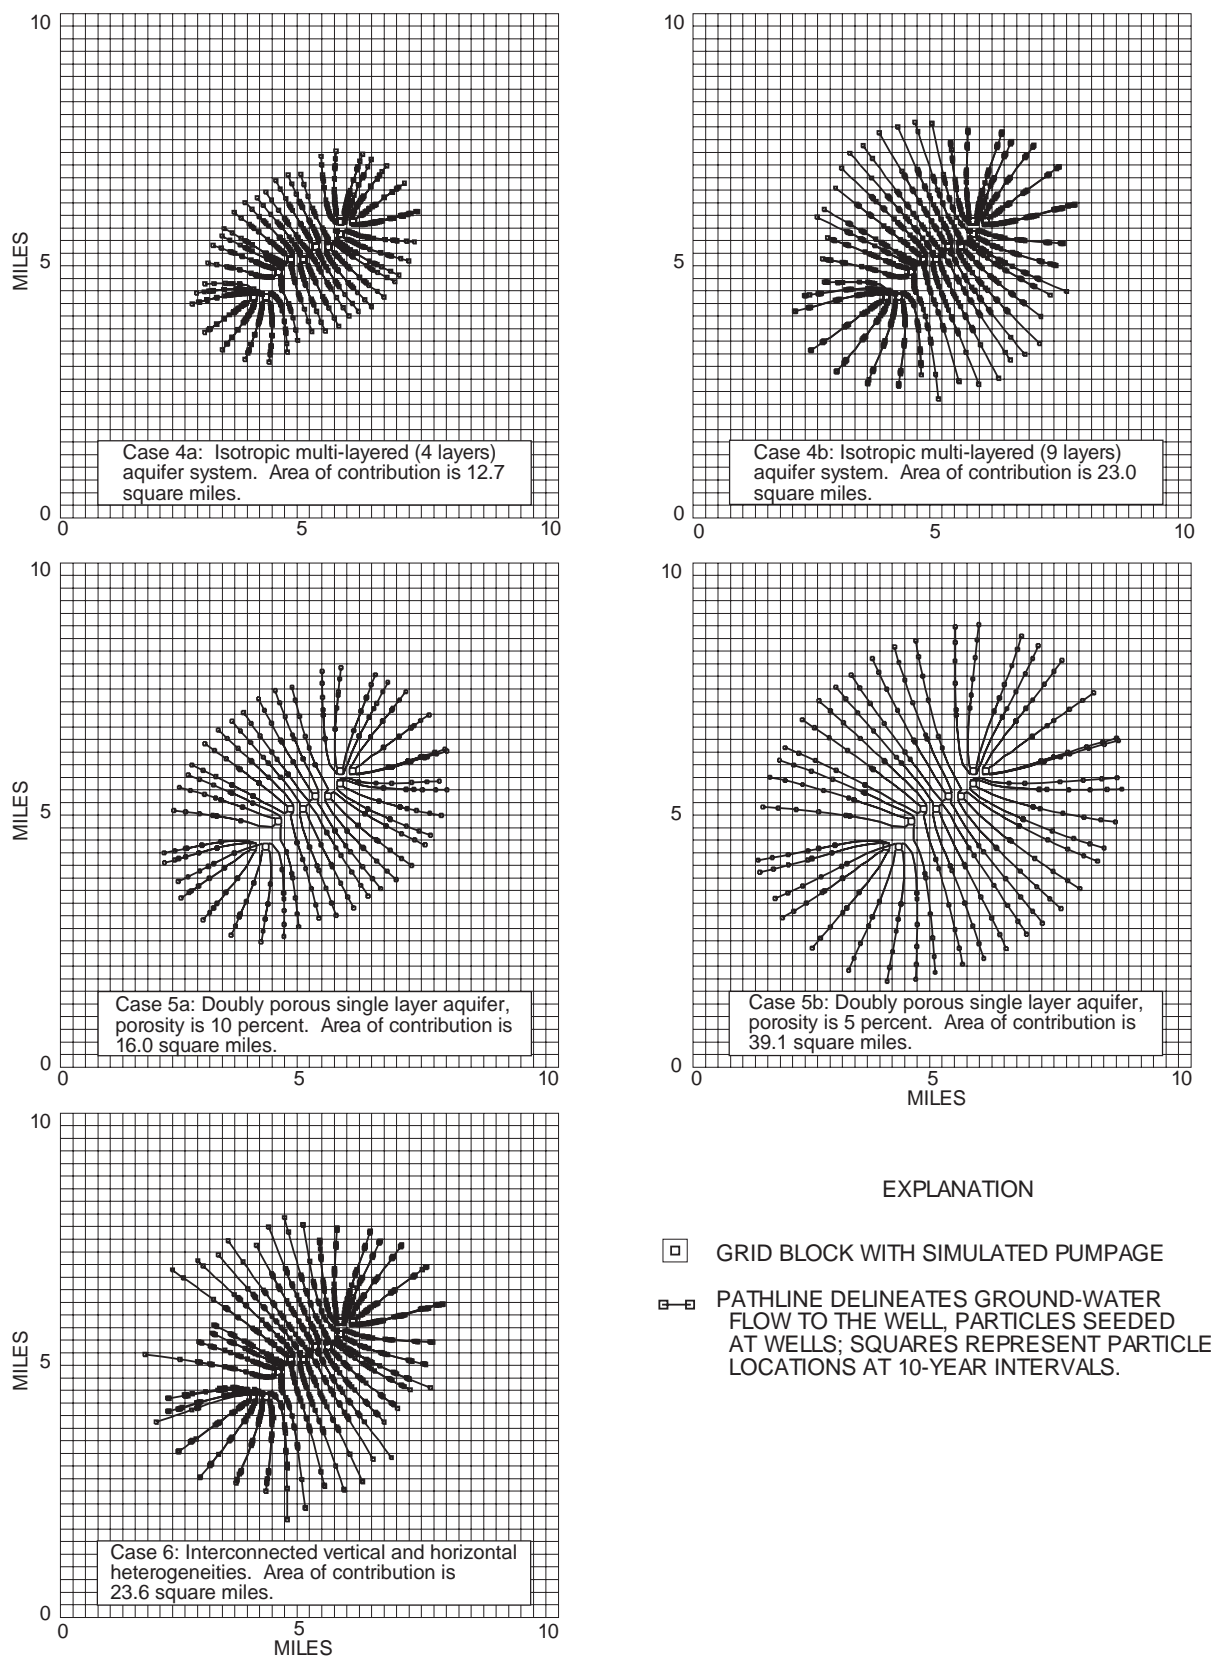 10
MILES
5
Case 4a: Isotropic multi-layered (4 layers)
aquifer system. Area of contribution is 12.7
square miles.
0
0 5 10
10
5
Case 4b: Isotropic multi-layered (9 layers)
aquifer system. Area of contribution is 23.0
square miles.
0
0 5 10
10
MILES
5
Case 5a: Doubly porous single layer aquifer,
porosity is 10 percent. Area of contribution is
16.0 square miles.
0
0 5 10
10
5
Case 5b: Doubly porous single layer aquifer,
porosity is 5 percent. Area of contribution is
39.1 square miles.
0
0 5 10
MILES
10
MILES
5
Case 6: Interconnected vertical and horizontal
heterogeneities. Area of contribution is
23.6 square miles.
0
0 5 10
MILES
EXPLANATION
GRID BLOCK WITH SIMULATED PUMPAGE
PATHLINE DELINEATES GROUND-WATER
FLOW TO THE WELL, PARTICLES SEEDED
AT WELLS; SQUARES REPRESENT PARTICLE
LOCATIONS AT 10-YEAR INTERVALS.